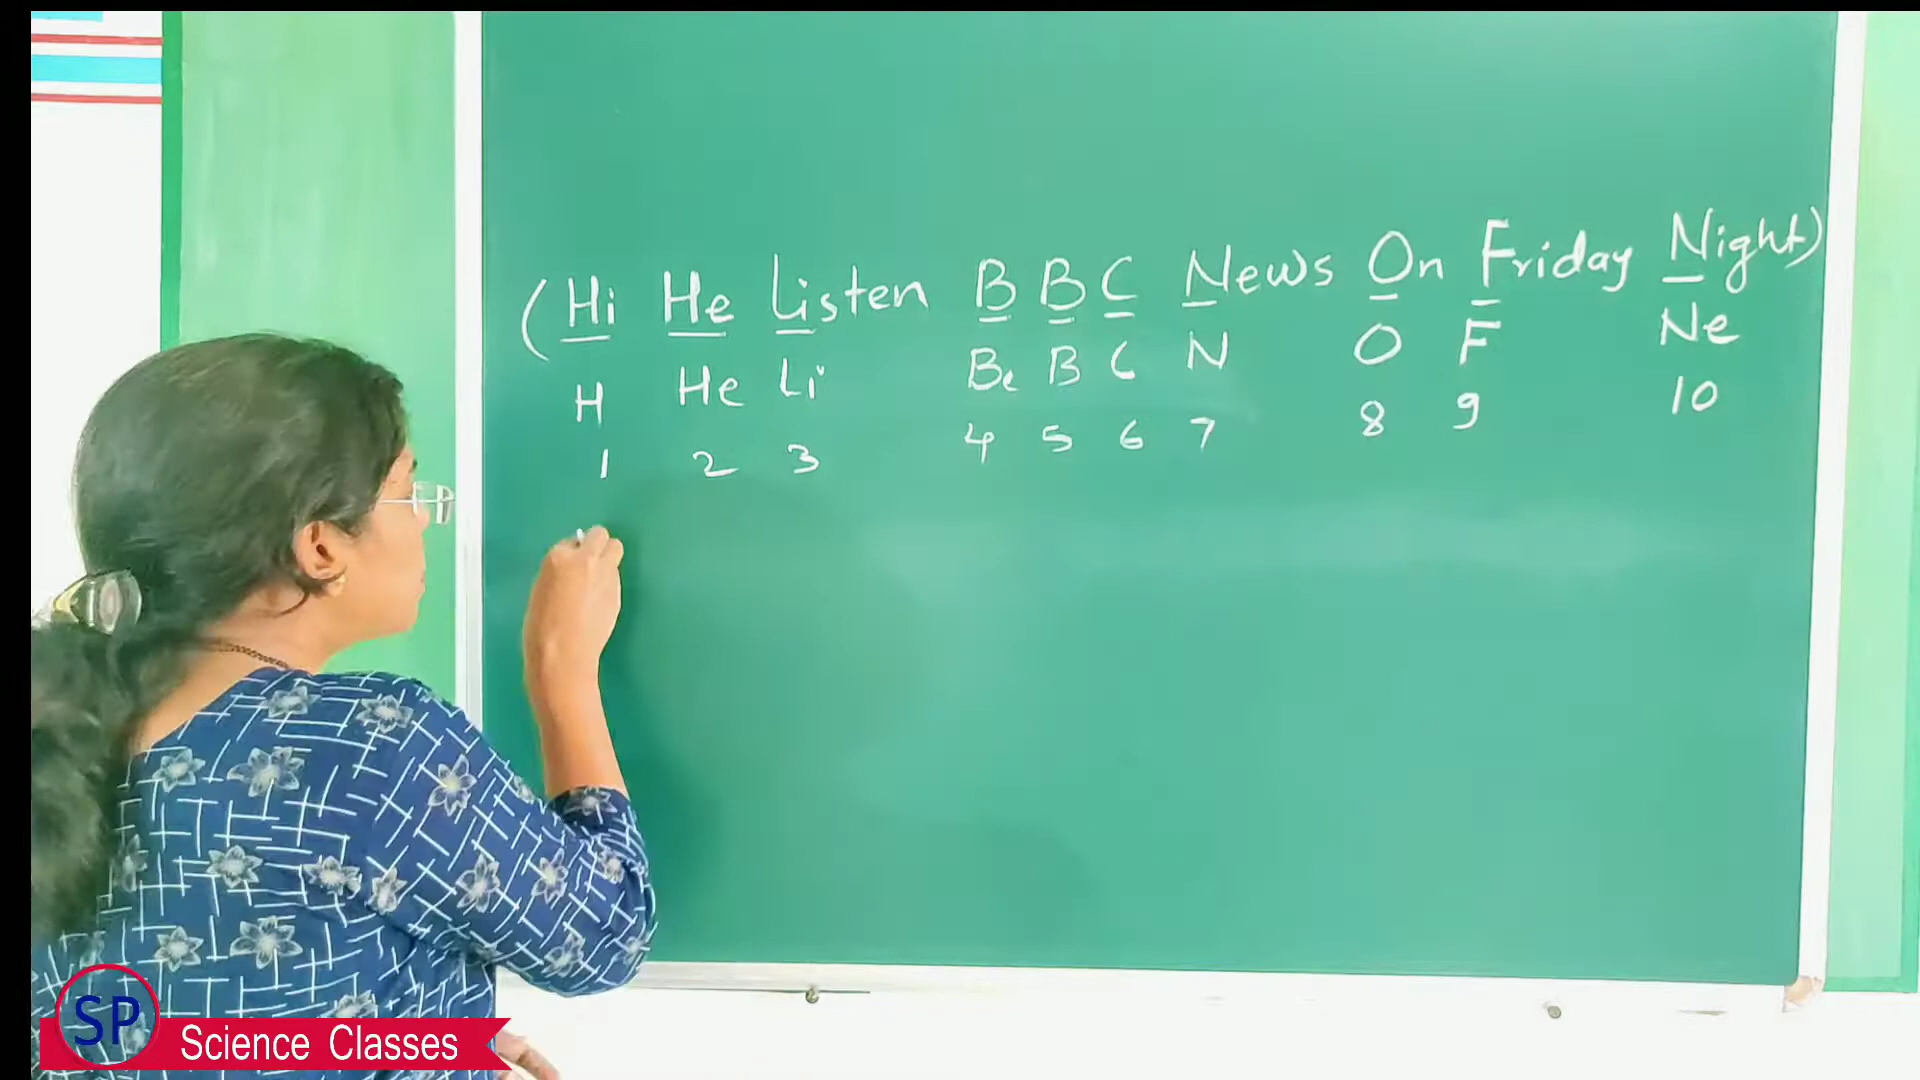 (Hi He Listen B B C News On Friday Night)
H He Li Be B C N O F Ne
1 2 3 4 5 6 7 8 9 10
SP
Science Classes